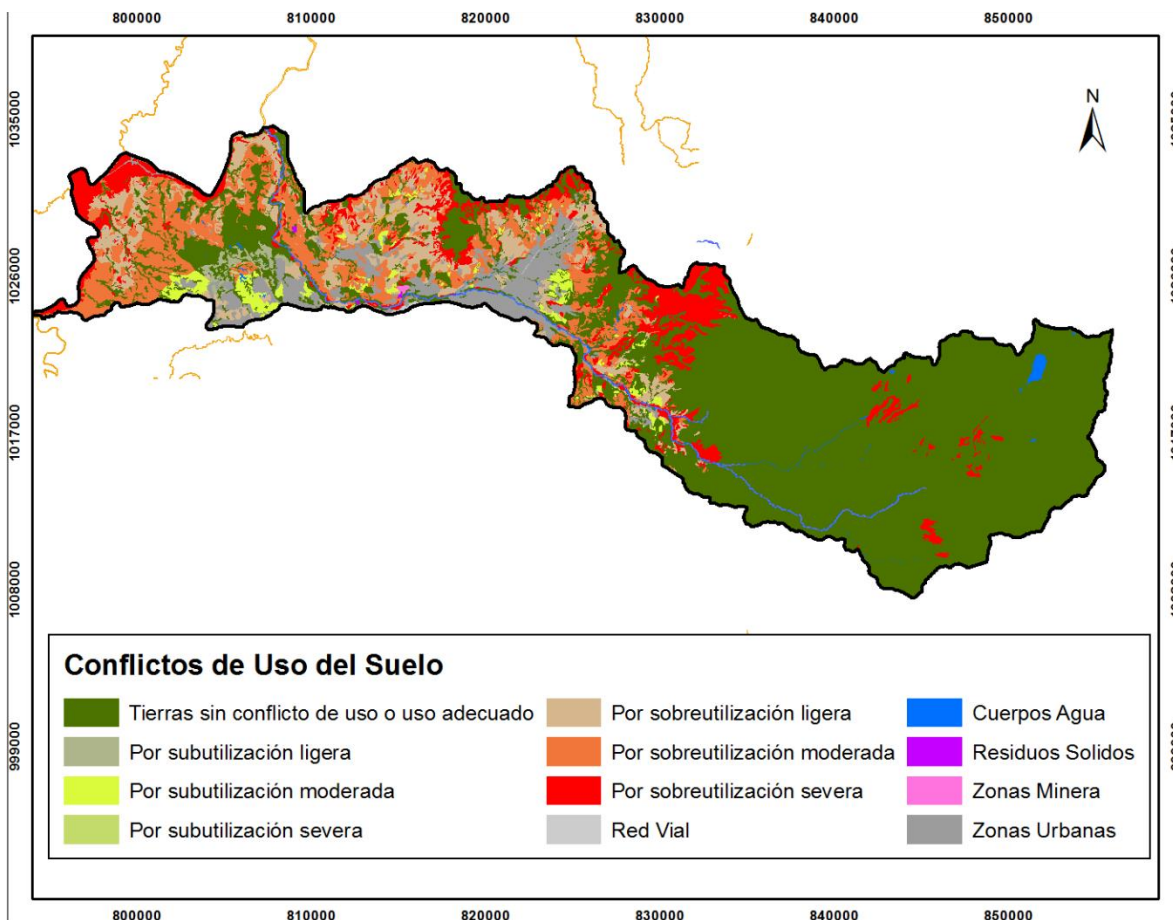 800000 810000 820000 830000 840000 850000
1035000
N
1026000
1017000
1008000
999000
Conflictos de Uso del Suelo
Tierras sin conflicto de uso o uso adecuado
Por subutilización ligera
Por subutilización moderada
Por subutilización severa
Por sobreutilización ligera
Por sobreutilización moderada
Por sobreutilización severa
Red Vial
Cuerpos Agua
Residuos Solidos
Zonas Minera
Zonas Urbanas
800000 810000 820000 830000 840000 850000